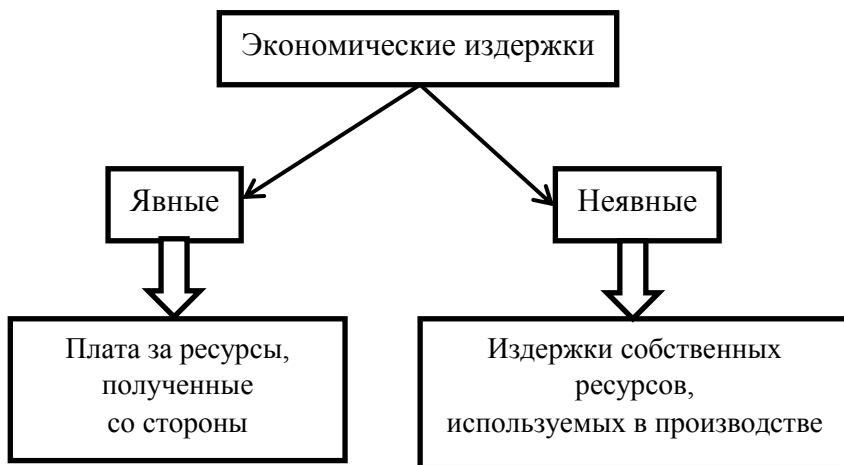 Экономические издержки
Явные
Неявные
Плата за ресурсы,
полученные
со стороны
Издержки собственных
ресурсов,
используемых в производстве